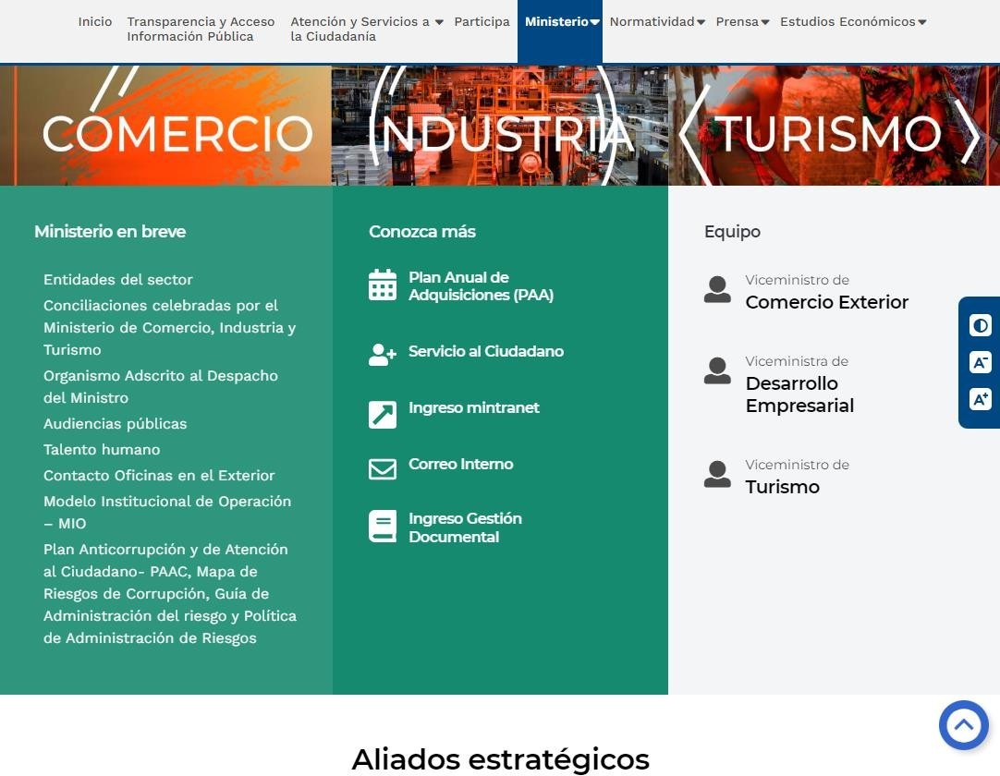 Inicio
Transparencia y Acceso
Información Pública
Atención y Servicios a
la Ciudadanía
Participa
Ministerio
Normatividad
Prensa
Estudios Económicos
COMERCIO
INDUSTRIA
TURISMO
Ministerio en breve
Entidades del sector
Conciliaciones celebradas por el
Ministerio de Comercio, Industria y
Turismo
Organismo Adscrito al Despacho
del Ministro
Audiencias públicas
Talento humano
Contacto Oficinas en el Exterior
Modelo Institucional de Operación
– MIO
Plan Anticorrupción y de Atención
al Ciudadano- PAAC, Mapa de
Riesgos de Corrupción, Guía de
Administración del riesgo y Política
de Administración de Riesgos
Conozca más
Plan Anual de
Adquisiciones (PAA)
Servicio al Ciudadano
Ingreso mintranet
Correo Interno
Ingreso Gestión
Documental
Equipo
Viceministro de
Comercio Exterior
Viceministra de
Desarrollo
Empresarial
Viceministro de
Turismo
A-
A+
Aliados estratégicos